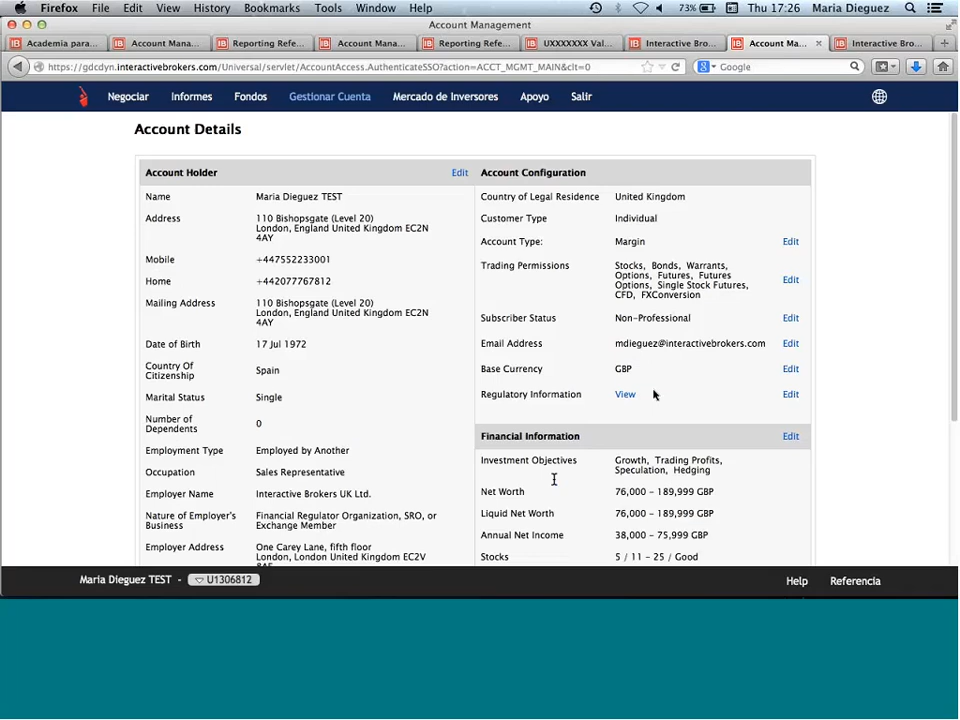 Firefox File Edit View History Bookmarks Tools Window Help 73% Thu 17:26 Maria Dieguez
Account Management
Academia para... Account Mana... Reporting Refe... Account Mana... Reporting Refe... UXXXXXXX Val... Interactive Bro... Account Ma... Interactive Bro...
https://gdcdyn.interactivebrokers.com/Universal/servlet/AccountAccess.AuthenticateSSO?action=ACCT_MGMT_MAIN&clt=0 Google
Negociar Informes Fondos Gestionar Cuenta Mercado de Inversores Apoyo Salir
Account Details
Account Holder Edit
Name Maria Dieguez TEST
Address 110 Bishopsgate (Level 20)
London, England United Kingdom EC2N
4AY
Mobile +447552233001
Home +442077767812
Mailing Address 110 Bishopsgate (Level 20)
London, England United Kingdom EC2N
4AY
Date of Birth 17 Jul 1972
Country Of
Citizenship Spain
Marital Status Single
Number of
Dependents 0
Employment Type Employed by Another
Occupation Sales Representative
Employer Name Interactive Brokers UK Ltd.
Nature of Employer's Financial Regulator Organization, SRO, or
Business Exchange Member
Employer Address One Carey Lane, fifth floor
London, London United Kingdom EC2V
Account Configuration
Country of Legal Residence United Kingdom
Customer Type Individual
Account Type: Margin Edit
Trading Permissions Stocks, Bonds, Warrants,
Options, Futures, Futures
Options, Single Stock Futures,
CFD, FXConversion Edit
Subscriber Status Non-Professional Edit
Email Address mdieguez@interactivebrokers.com Edit
Base Currency GBP Edit
Regulatory Information View Edit
Financial Information Edit
Investment Objectives Growth, Trading Profits,
Speculation, Hedging
Net Worth 76,000 - 189,999 GBP
Liquid Net Worth 76,000 - 189,999 GBP
Annual Net Income 38,000 - 75,999 GBP
Stocks 5 / 11 - 25 / Good
Maria Dieguez TEST - U1306812 Help Referencia